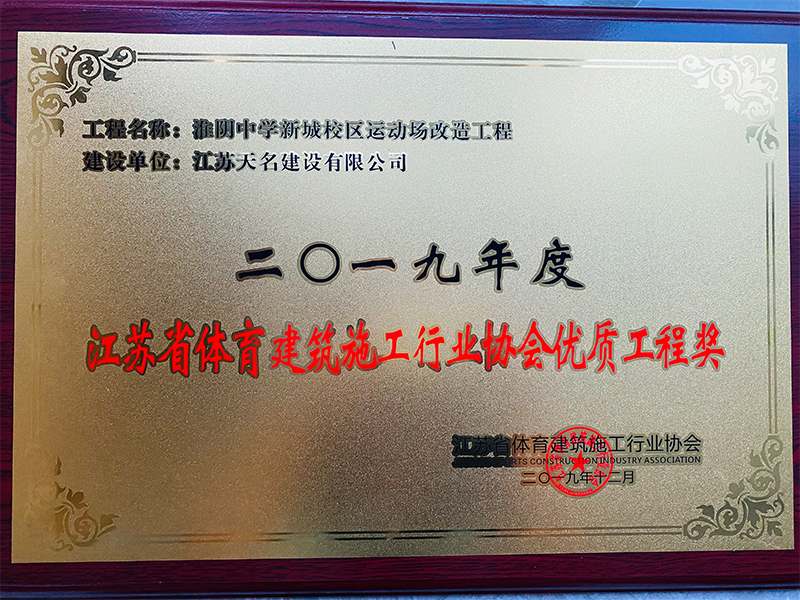 工程名称：淮阴中学新城校区运动场改造工程
建设单位：江苏天名建设有限公司
二〇一九年度
江苏省体育建筑施工行业协会优质工程奖
江苏省体育建筑施工行业协会
SPORTS CONSTRUCTION INDUSTRY ASSOCIATION
二〇一九年十二月